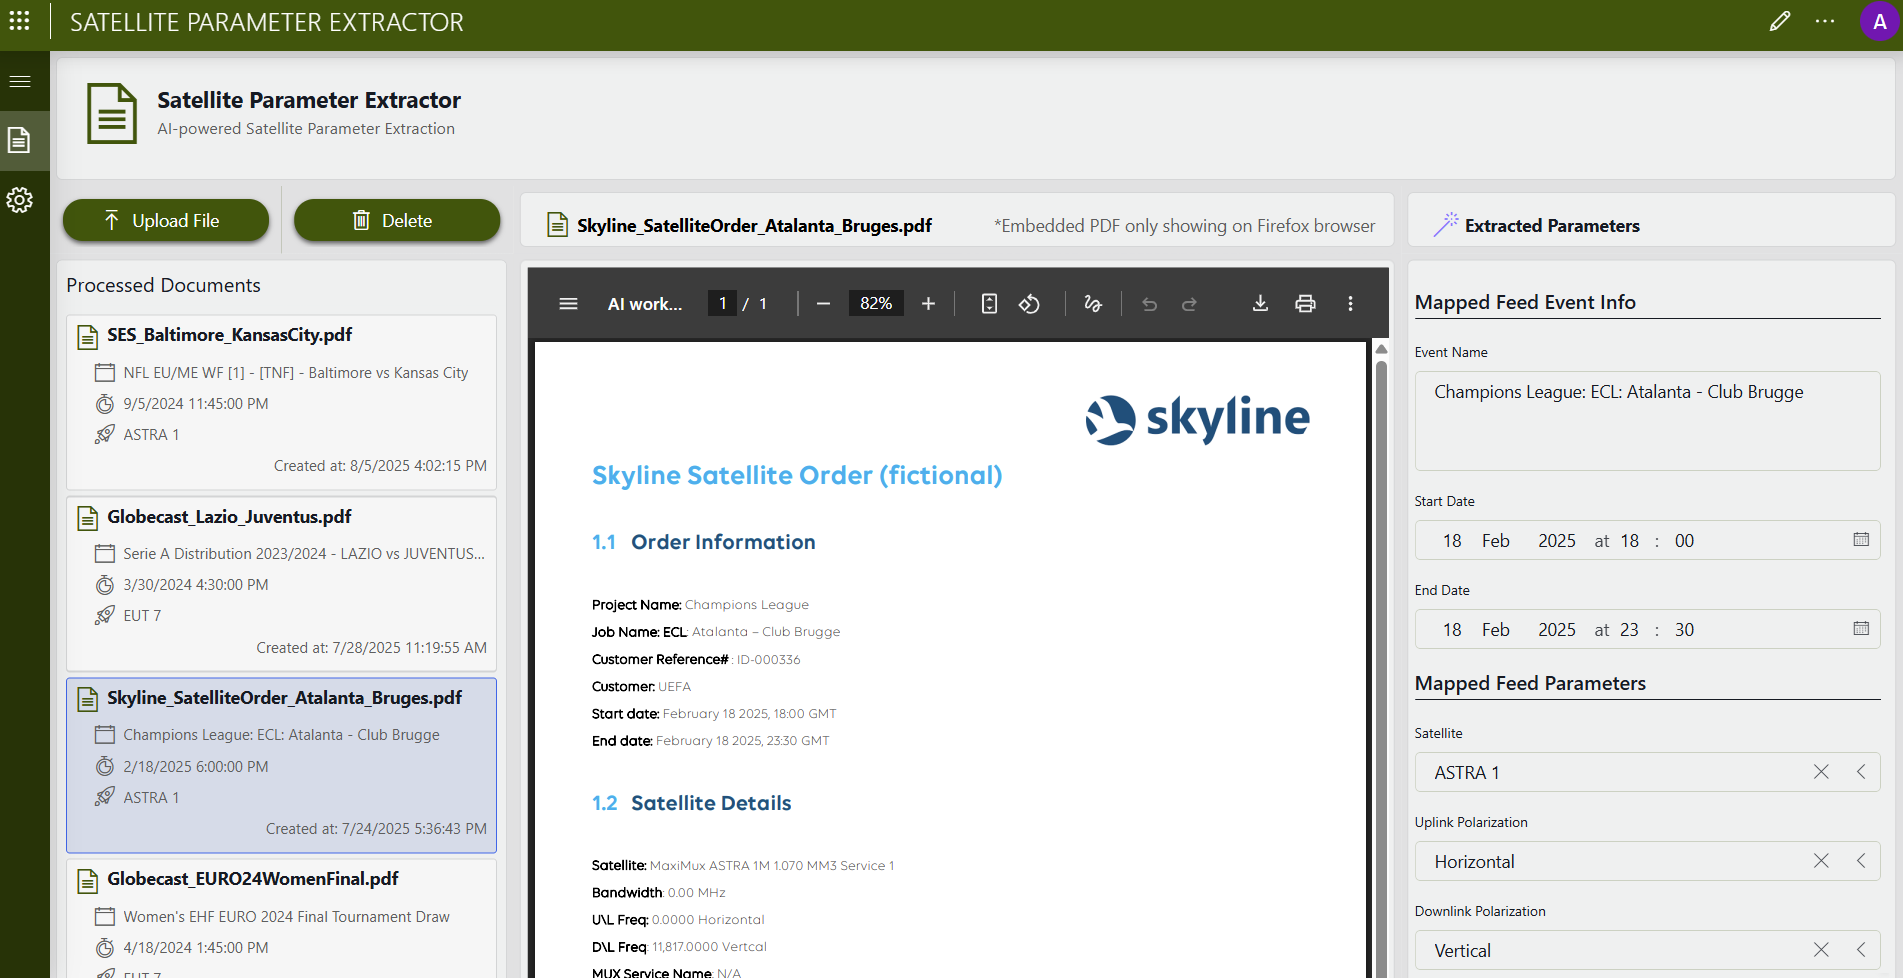 SATELLITE PARAMETER EXTRACTOR
A
Satellite Parameter Extractor
AI-powered Satellite Parameter Extraction
Upload File
Delete
Processed Documents
SES_Baltimore_KansasCity.pdf
NFL EU/ME WF [1] - [TNF] - Baltimore vs Kansas City
9/5/2024 11:45:00 PM
ASTRA 1
Created at: 8/5/2025 4:02:15 PM
Globecast_Lazio_Juventus.pdf
Serie A Distribution 2023/2024 - LAZIO vs JUVENTUS...
3/30/2024 4:30:00 PM
EUT 7
Created at: 7/28/2025 11:19:55 AM
Skyline_SatelliteOrder_Atalanta_Bruges.pdf
Champions League: ECL: Atalanta - Club Brugge
2/18/2025 6:00:00 PM
ASTRA 1
Created at: 7/24/2025 5:36:43 PM
Globecast_EURO24WomenFinal.pdf
Women's EHF EURO 2024 Final Tournament Draw
4/18/2024 1:45:00 PM
EUT 7
Skyline_SatelliteOrder_Atalanta_Bruges.pdf
*Embedded PDF only showing on Firefox browser
AI work...
1 / 1
82%
skyline
Skyline Satellite Order (fictional)
1.1 Order Information
Project Name: Champions League
Job Name: ECL: Atalanta – Club Brugge
Customer Reference# : ID-000336
Customer: UEFA
Start date: February 18 2025, 18:00 GMT
End date: February 18 2025, 23:30 GMT
1.2 Satellite Details
Satellite: MaxiMux ASTRA 1M 1.070 MM3 Service 1
Bandwidth: 0.00 MHz
U\L Freq: 0.0000 Horizontal
D\L Freq: 11,817.0000 Vertcal
MUX Service Name: N/A
Extracted Parameters
Mapped Feed Event Info
Event Name
Champions League: ECL: Atalanta - Club Brugge
Start Date
18 Feb 2025 at 18 : 00
End Date
18 Feb 2025 at 23 : 30
Mapped Feed Parameters
Satellite
ASTRA 1
Uplink Polarization
Horizontal
Downlink Polarization
Vertical